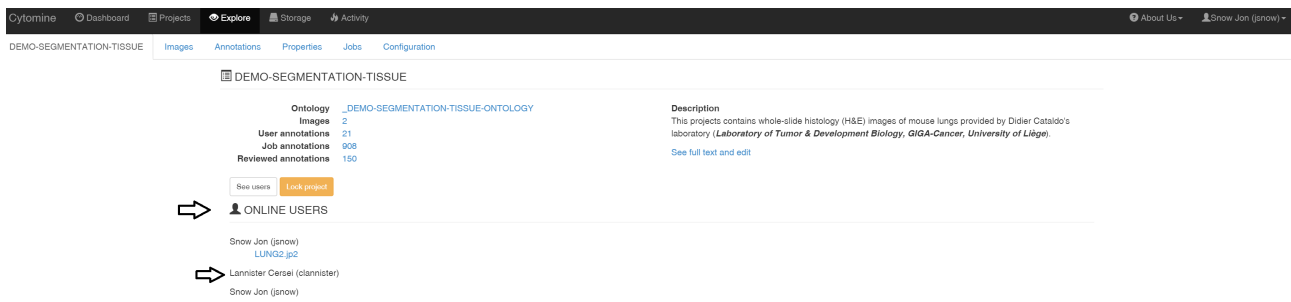 Cytomine Dashboard Projects Explore Storage Activity About Us Snow Jon (jsnow)
DEMO-SEGMENTATION-TISSUE Images Annotations Properties Jobs Configuration
DEMO-SEGMENTATION-TISSUE
Ontology _DEMO-SEGMENTATION-TISSUE-ONTOLOGY
Images 2
User annotations 21
Job annotations 908
Reviewed annotations 150
Description
This projects contains whole-slide histology (H&E) images of mouse lungs provided by Didier Cataldo's
laboratory (Laboratory of Tumor & Development Biology, GIGA-Cancer, University of Liège).
See full text and edit
See users Lock project
ONLINE USERS
Snow Jon (jsnow)
LUNG2.jp2
Lannister Cersei (clannister)
Snow Jon (jsnow)